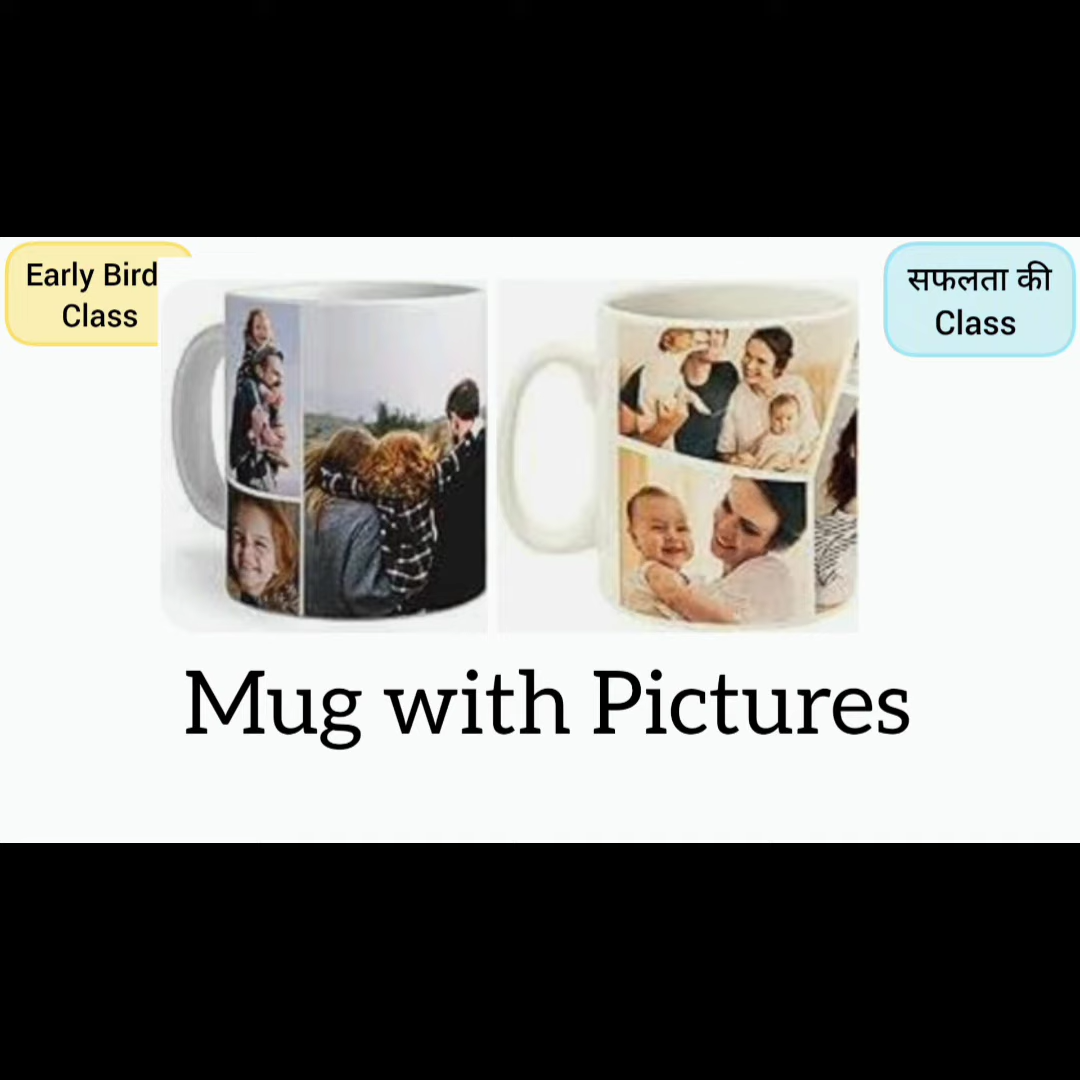 Early Bird
Class
सफलता की
Class
Mug with Pictures